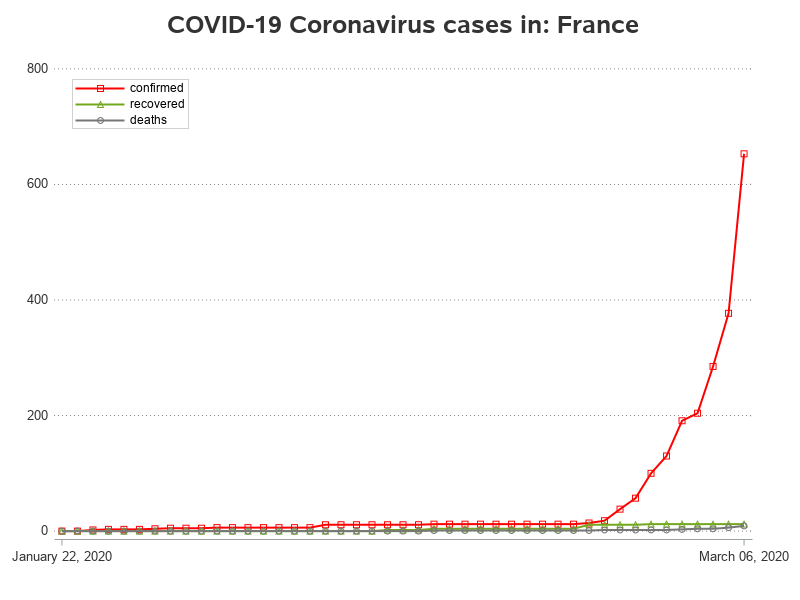 COVID-19 Coronavirus cases in: France
800
confirmed
recovered
deaths
600
400
200
0
January 22, 2020
March 06, 2020